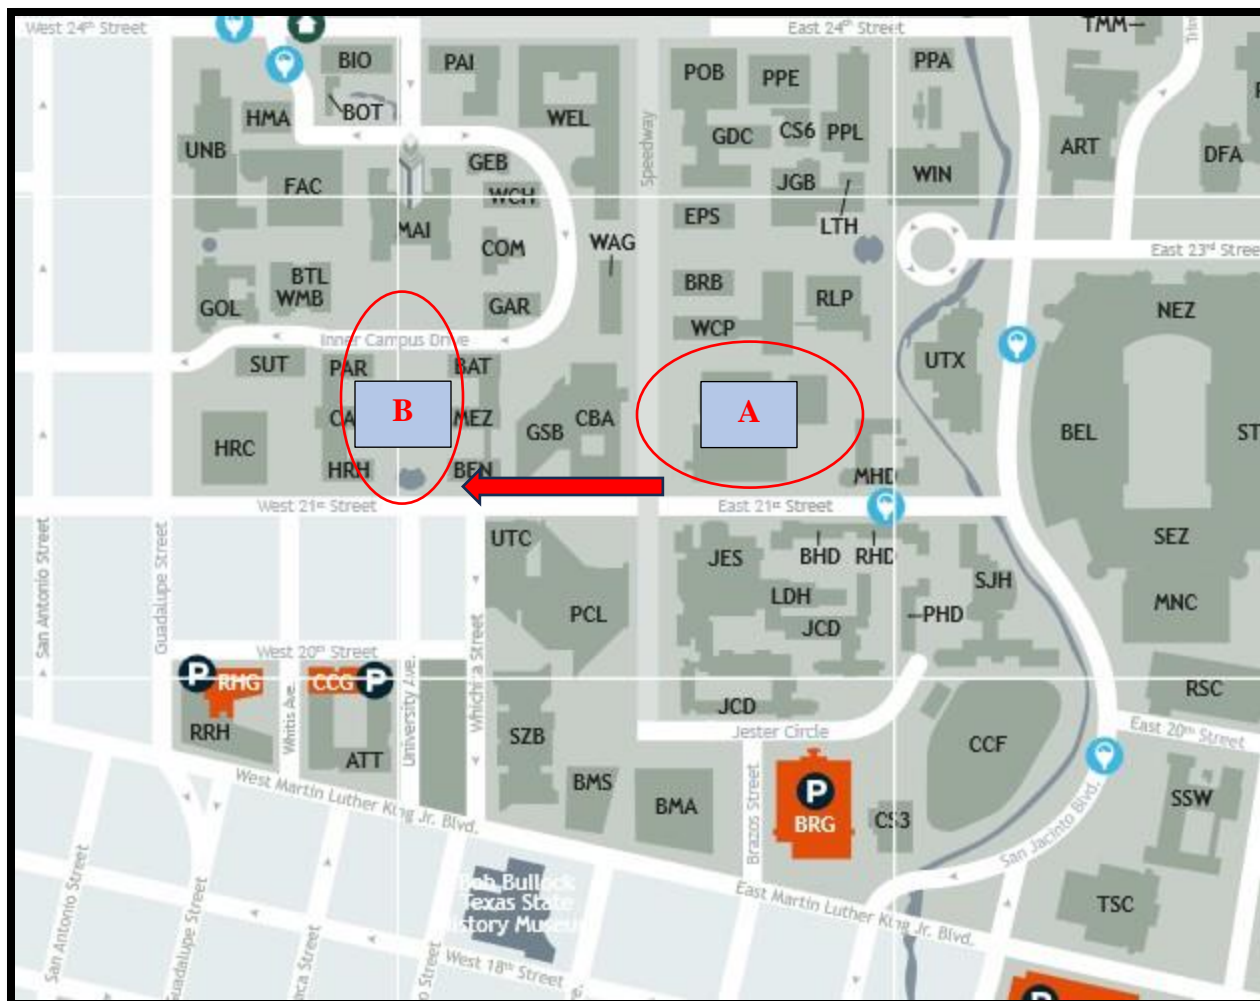 West 24th Street
East 24th Street
TMM
BIO
PAI
POB
PPE
PPA
BOT
HMA
WEL
Speedway
GDC
CS6
PPL
UNB
GEB
ART
DFA
FAC
WCH
JGB
WIN
MAI
EPS
LTH
COM
WAG
East 23rd Stree
BTL
WMB
GOL
GAR
BRB
RLP
NEZ
WCP
Inner Campus Drive
SUT
PAR
BAT
UTX
B
A
CA
MEZ
GSB
CBA
BEL
ST
HRC
HRH
BEN
MHD
West 21st Street
East 21st Street
San Antonio Street
Guadalupe Street
UTC
JES
BHD
RHD
SEZ
SJH
LDH
MNC
PCL
JCD
PHD
Whichita Street
West 20th Street
P
RHG
CCG
P
RSC
Whitis Ave.
University Ave.
JCD
RRH
SZB
Jester Circle
CCF
East 20th Street
ATT
BMS
BMA
P
BRG
CS3
SSW
West Martin Luther King Jr. Blvd.
Brazos Street
San Jacinto Blvd.
Bob Bullock
Texas State
History Museum
East Martin Luther King Jr. Blvd.
TSC
San Antonio Street
Guadalupe Street
aca Street
o Street
West 18th Street
P